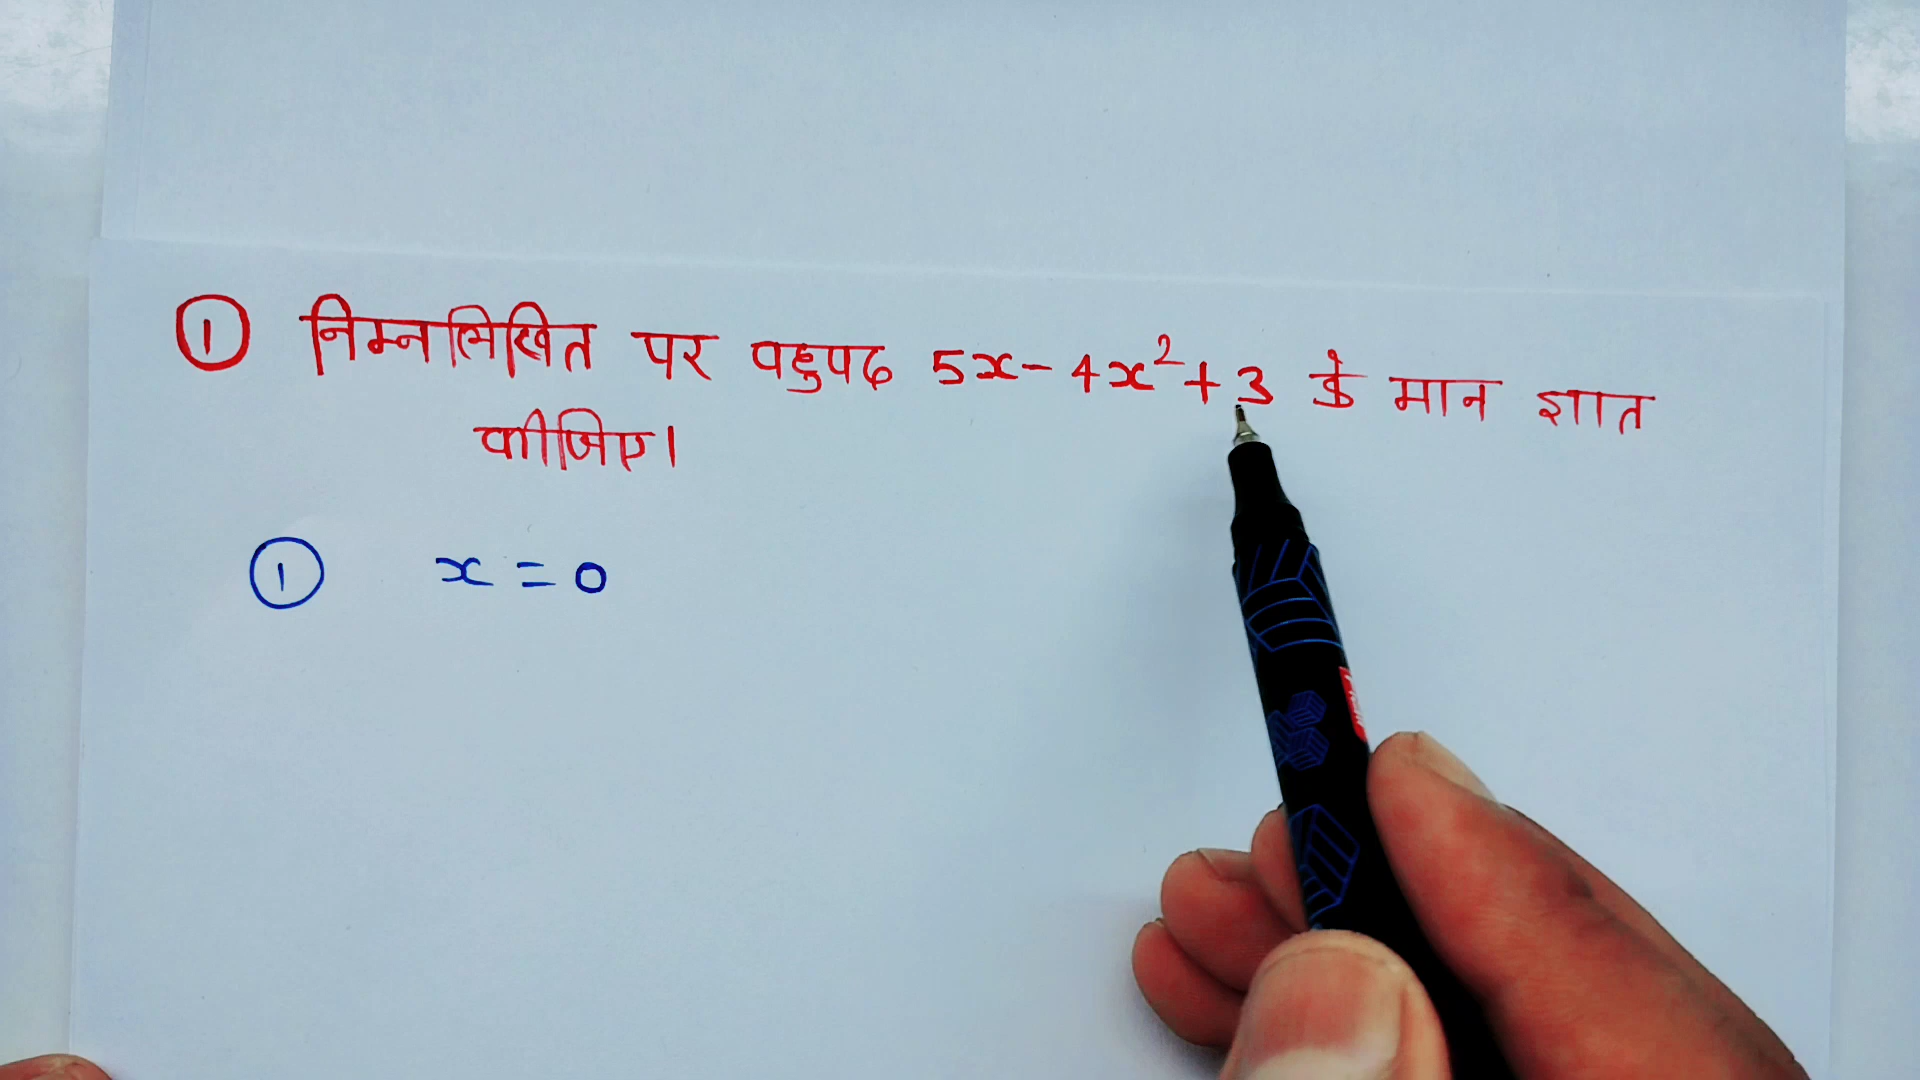 ① निम्नलिखित पर बहुपद 5x - 4x² + 3 के मान ज्ञात
कीजिए।
① x = 0